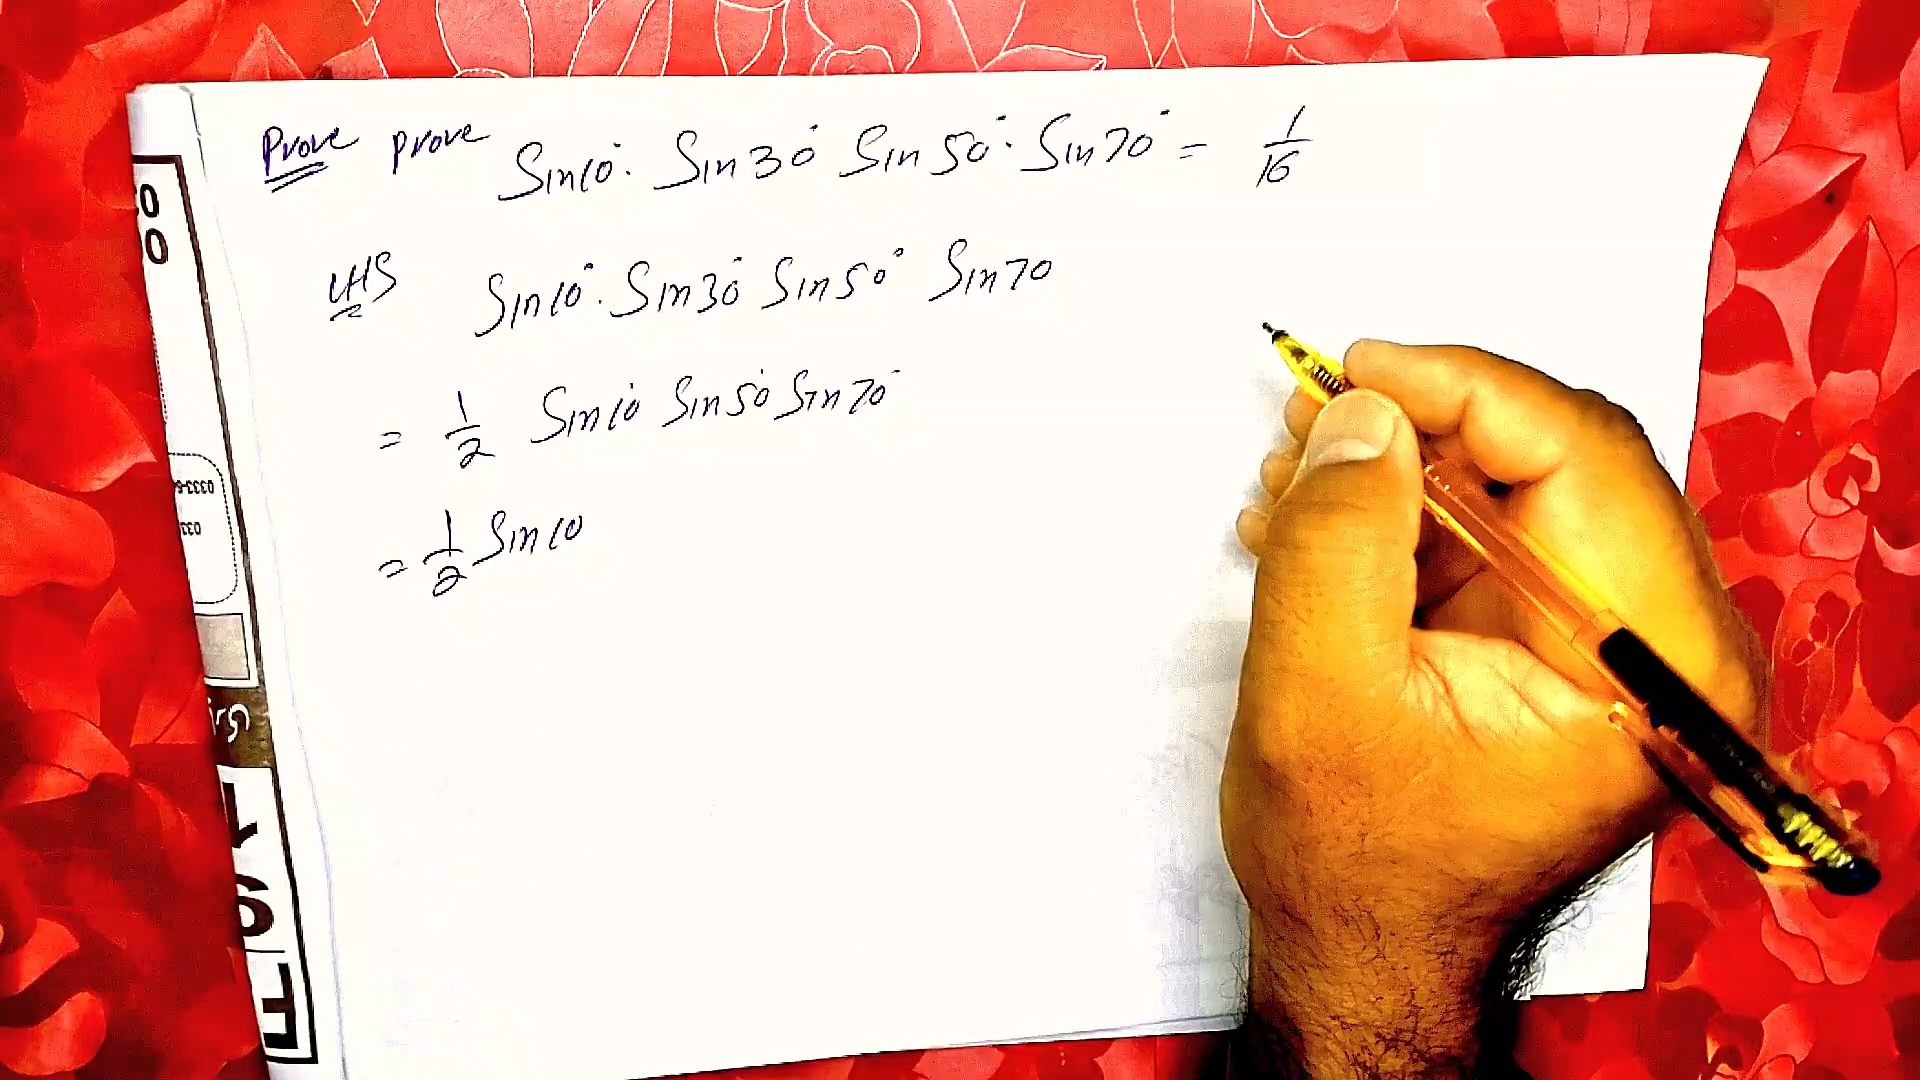 Prove prove Sin10°. Sin30° Sin50°. Sin70° = 1/16
LHS Sin10°. Sin30° Sin50° Sin70
= 1/2 Sin10° Sin50° Sin70°
= 1/2 Sin10